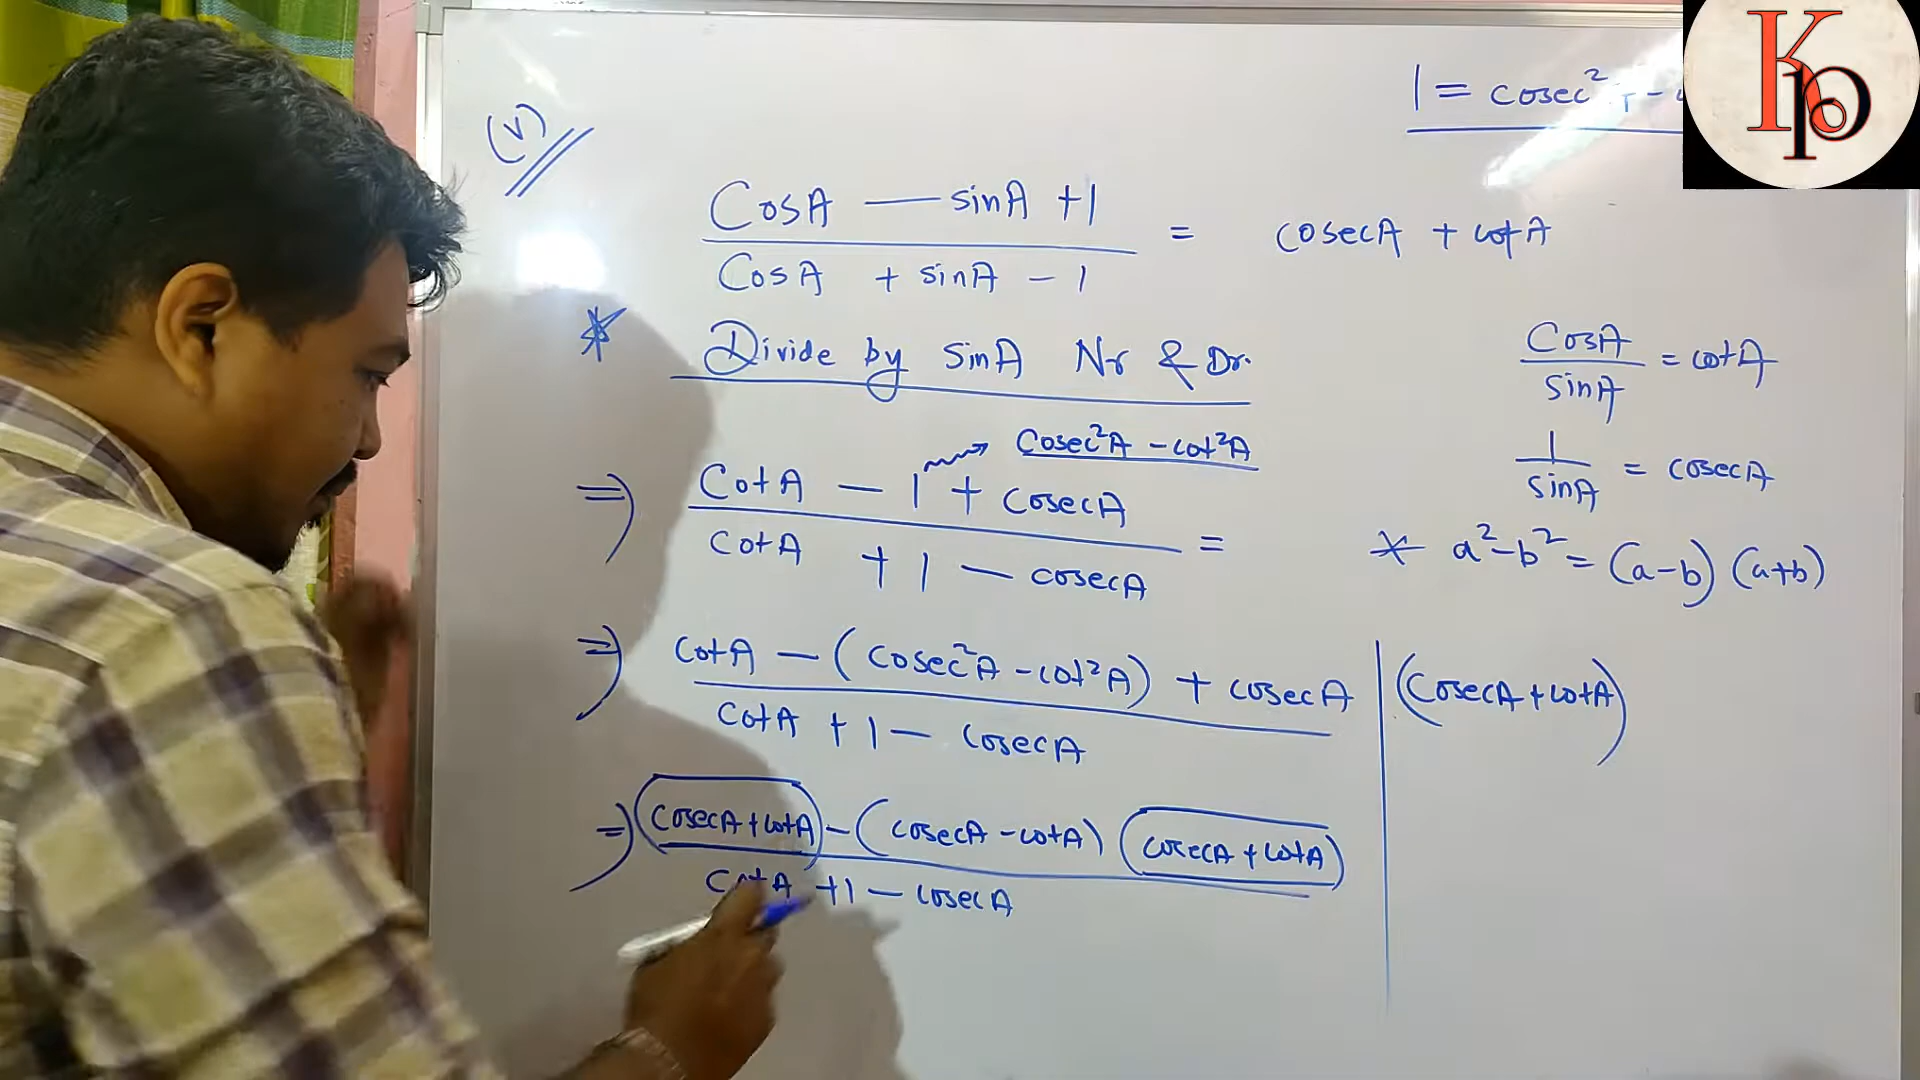 (v)
1 = cosec²
CosA — sinA +1 / CosA + sinA - 1 = cosecA + cotA
* Divide by sinA Nr & Dr.
CosA / sinA = cotA
1 / sinA = cosecA
cosec²A - cot²A
⇒ CotA - 1 + cosecA / cotA + 1 - cosecA =
* a²-b² = (a-b) (a+b)
⇒ cotA - (cosec²A - cot²A) + cosecA / cotA + 1 - cosecA
(cosecA + cotA)
⇒ (cosecA + cotA) - (cosecA - cotA) (cosecA + cotA) / cotA + 1 - cosecA
Kp